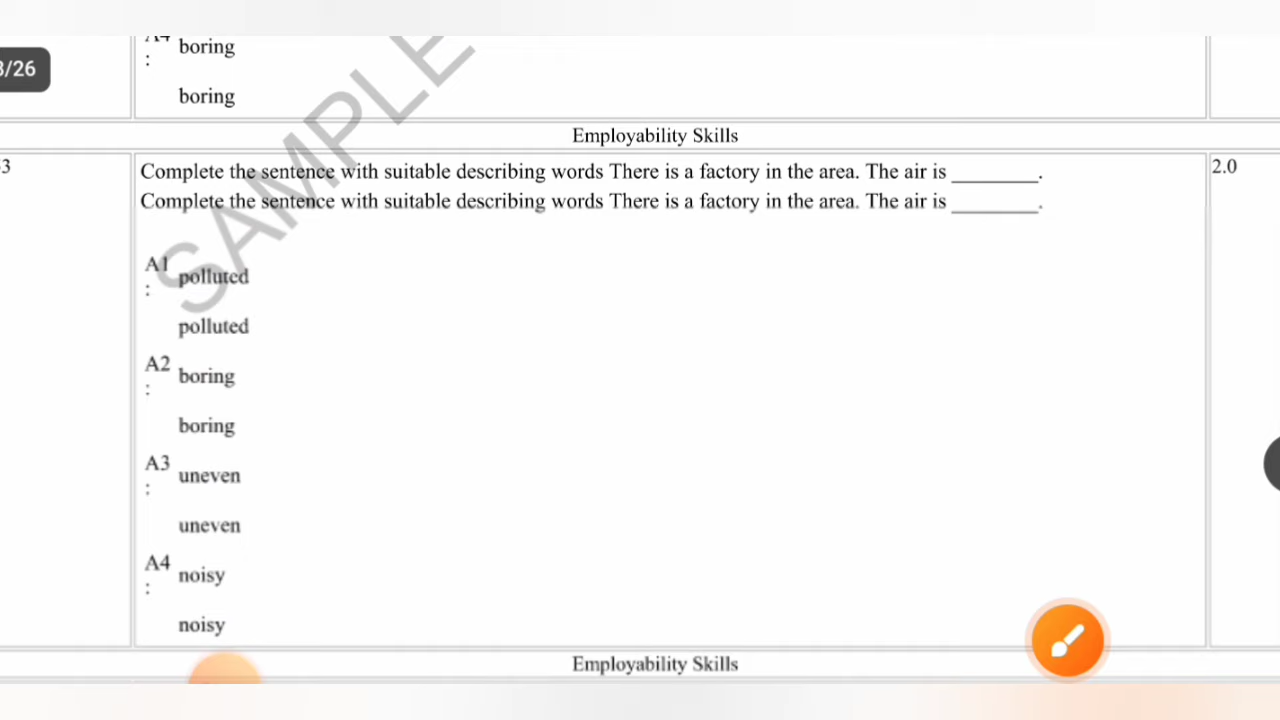 boring
:
boring
3/26
Employability Skills
3
Complete the sentence with suitable describing words There is a factory in the area. The air is ________.
2.0
Complete the sentence with suitable describing words There is a factory in the area. The air is ________.
SAMPLE
A1
: polluted
polluted
A2
: boring
boring
A3
: uneven
uneven
A4
: noisy
noisy
Employability Skills